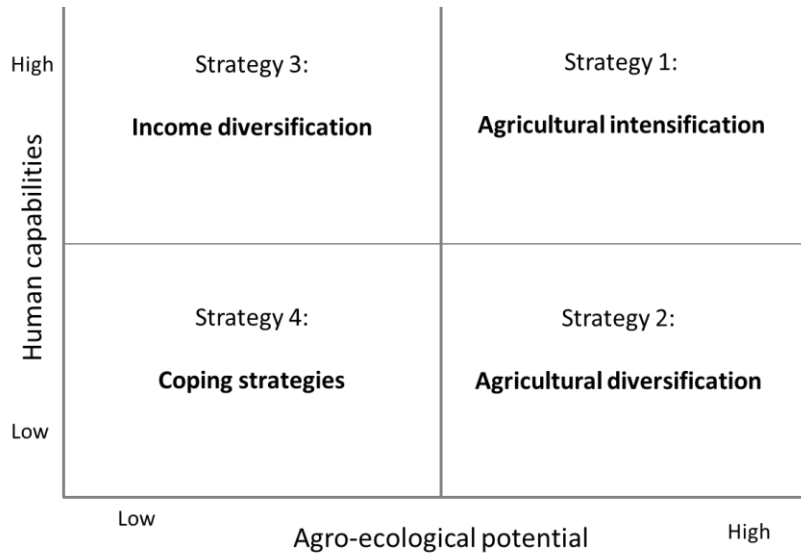 High
Strategy 3:
Income diversification
Strategy 1:
Agricultural intensification
Human capabilities
Strategy 4:
Coping strategies
Strategy 2:
Agricultural diversification
Low
Low
Agro-ecological potential
High